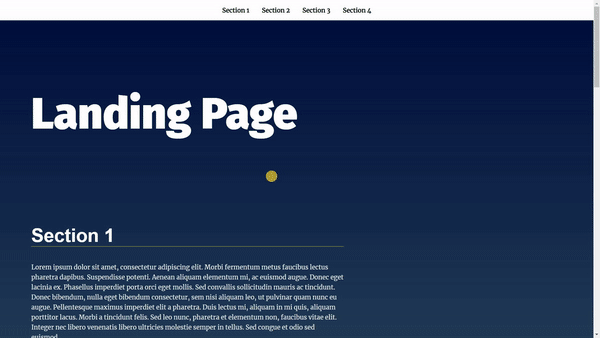 Section 1 Section 2 Section 3 Section 4
Landing Page
Section 1
Lorem ipsum dolor sit amet, consectetur adipiscing elit. Morbi fermentum metus faucibus lectus
pharetra dapibus. Suspendisse potenti. Aenean aliquam elementum mi, ac euismod augue. Donec eget
lacinia ex. Phasellus imperdiet porta orci eget mollis. Sed convallis sollicitudin mauris ac tincidunt.
Donec bibendum, nulla eget bibendum consectetur, sem nisi aliquam leo, ut pulvinar quam nunc eu
augue. Pellentesque maximus imperdiet elit a pharetra. Duis lectus mi, aliquam in mi quis, aliquam
porttitor lacus. Morbi a tincidunt felis. Sed leo nunc, pharetra et elementum non, faucibus vitae elit.
Integer nec libero venenatis libero ultricies molestie semper in tellus. Sed congue et odio sed
euismod.